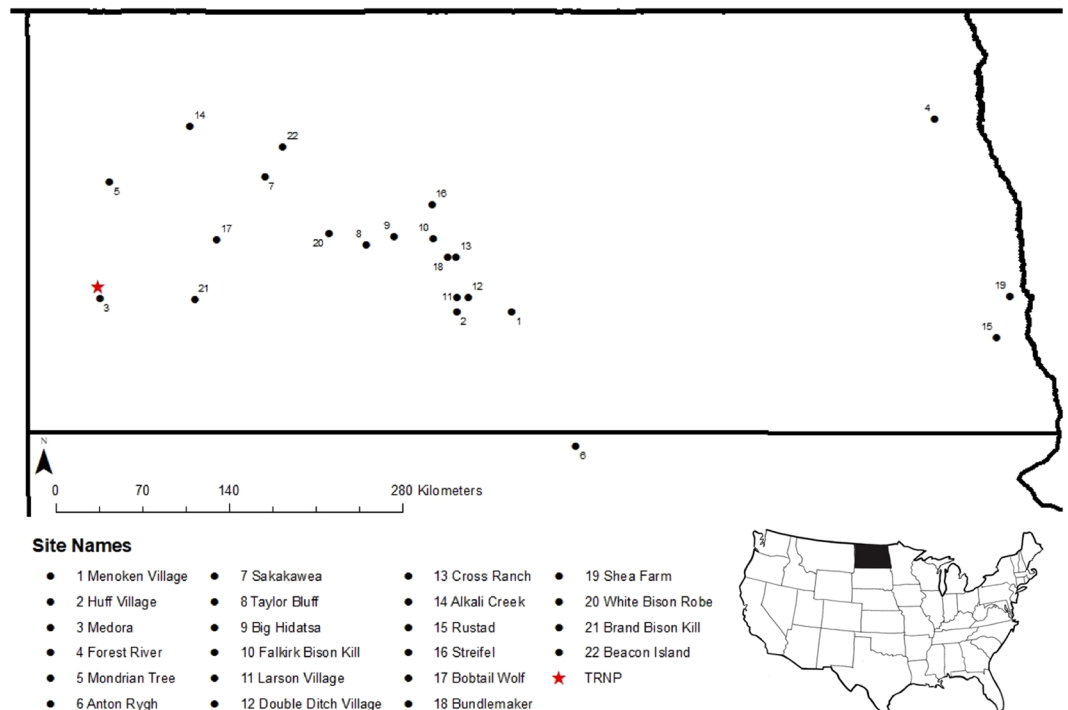 4
14
22
5
7
16
17
20
8
9
10
13
18
3
21
11
12
2
1
19
15
6
N
0 70 140 280 Kilometers
Site Names
1 Menoken Village 7 Sakakawea 13 Cross Ranch 19 Shea Farm
2 Huff Village 8 Taylor Bluff 14 Alkali Creek 20 White Bison Robe
3 Medora 9 Big Hidatsa 15 Rustad 21 Brand Bison Kill
4 Forest River 10 Falkirk Bison Kill 16 Streifel 22 Beacon Island
5 Mondrian Tree 11 Larson Village 17 Bobtail Wolf TRNP
6 Anton Rygh 12 Double Ditch Village 18 Bundlemaker